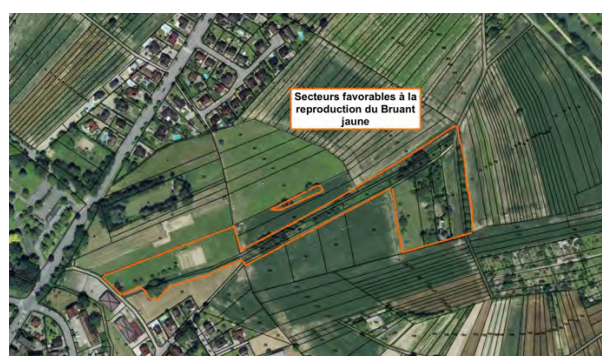 Secteurs favorables à la
reproduction du Bruant
jaune